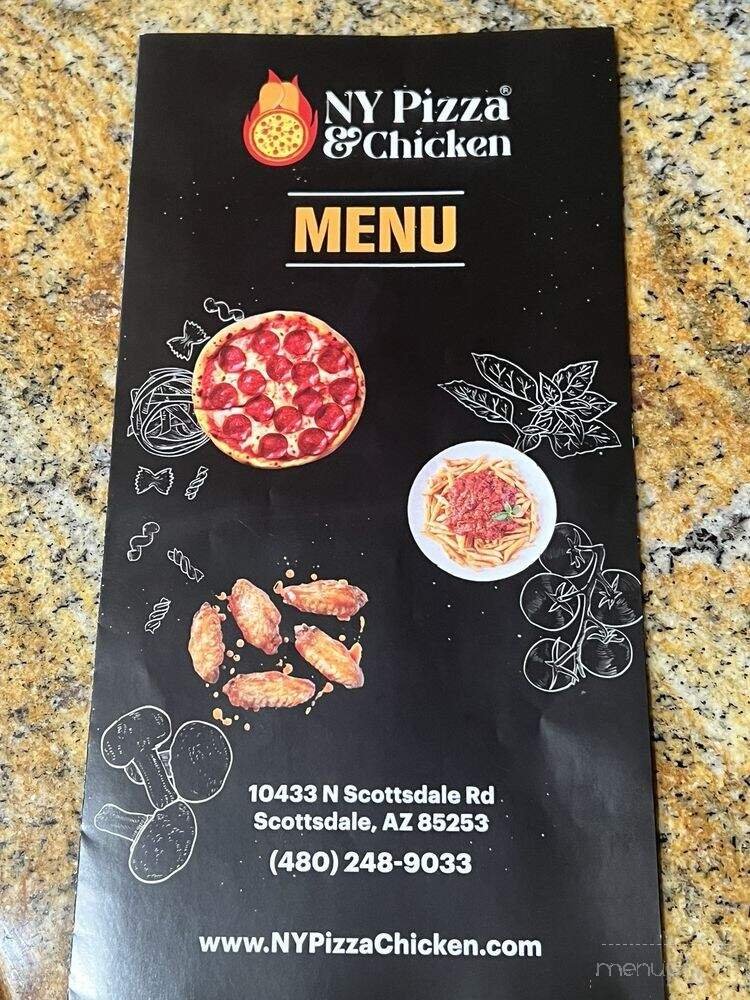 NY Pizza®
& Chicken
MENU
10433 N Scottsdale Rd
Scottsdale, AZ 85253
(480) 248-9033
www.NYPizzaChicken.com